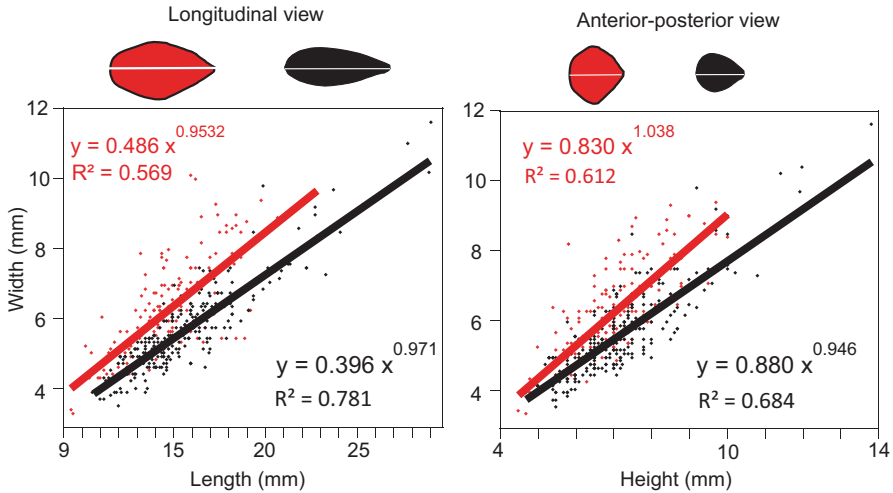 Longitudinal view
12
10
8
6
4
Width (mm)
y = 0.486 x^0.9532
R² = 0.569
y = 0.396 x^0.971
R² = 0.781
9 15 20 25
Length (mm)
Anterior-posterior view
12
10
8
6
4
y = 0.830 x^1.038
R² = 0.612
y = 0.880 x^0.946
R² = 0.684
4 10 14
Height (mm)